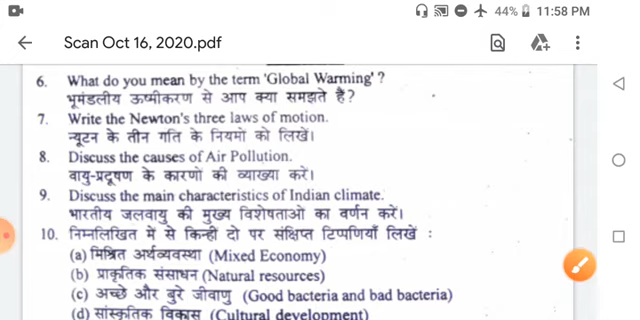 44% 11:58 PM
Scan Oct 16, 2020.pdf
6. What do you mean by the term 'Global Warming' ?
भूमंडलीय ऊष्मीकरण से आप क्या समझते हैं?
7. Write the Newton's three laws of motion.
न्यूटन के तीन गति के नियमों को लिखें।
8. Discuss the causes of Air Pollution.
वायु-प्रदूषण के कारणों की व्याख्या करें।
9. Discuss the main characteristics of Indian climate.
भारतीय जलवायु की मुख्य विशेषताओं का वर्णन करें।
10. निम्नलिखित में से किन्हीं दो पर संक्षिप्त टिप्पणियाँ लिखें :
(a) मिश्रित अर्थव्यवस्था (Mixed Economy)
(b) प्राकृतिक संसाधन (Natural resources)
(c) अच्छे और बुरे जीवाणु (Good bacteria and bad bacteria)
(d) सांस्कृतिक विकास (Cultural development)